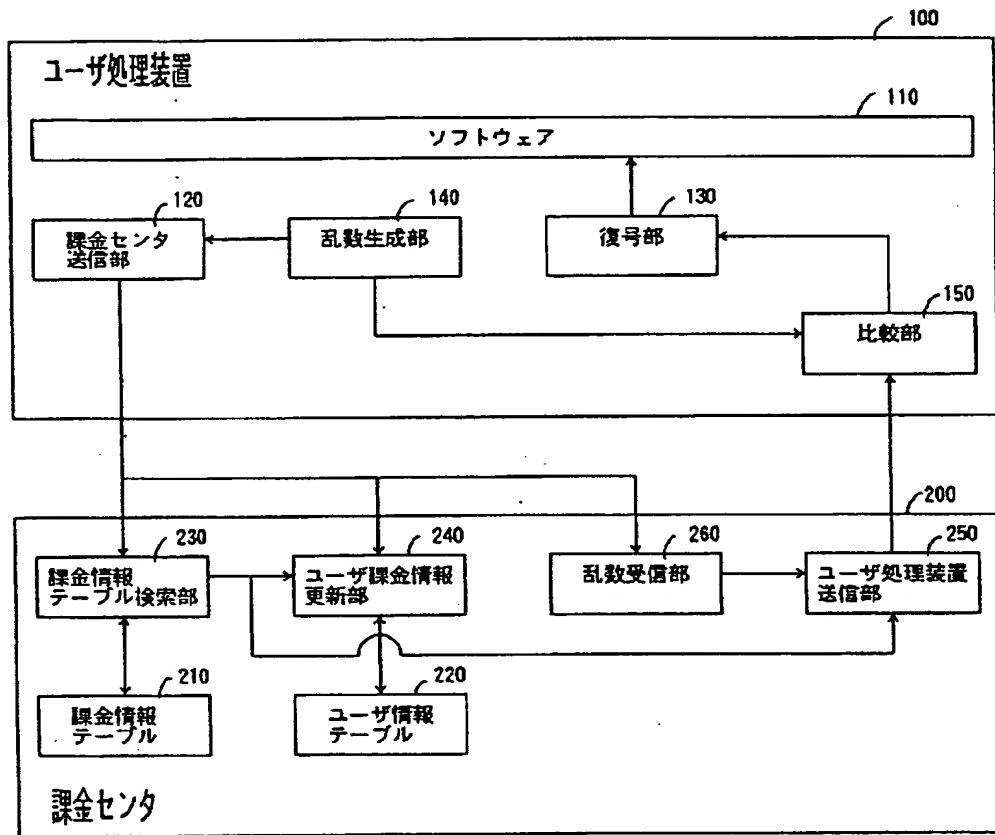 100
ユーザ処理装置
110
ソフトウェア
120
課金センタ
送信部
140
乱数生成部
130
復号部
150
比較部
200
230
課金情報
テーブル検索部
240
ユーザ課金情報
更新部
260
乱数受信部
250
ユーザ処理装置
送信部
210
課金情報
テーブル
220
ユーザ情報
テーブル
課金センタ